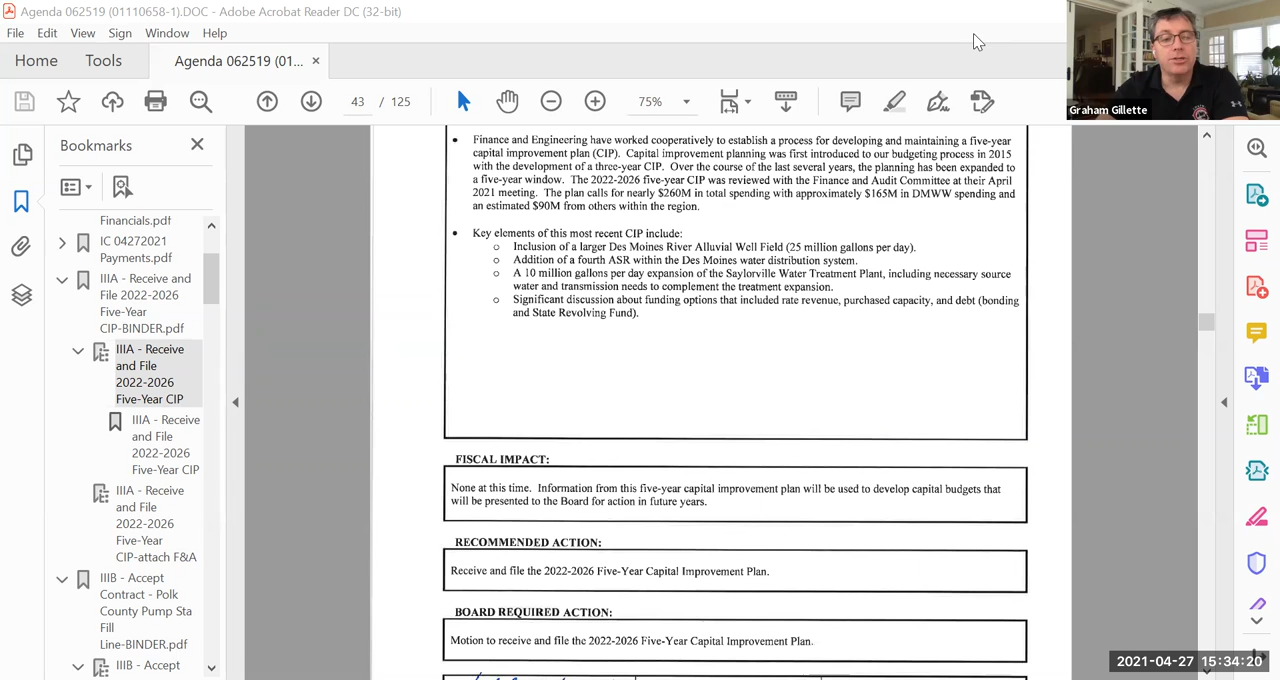 Agenda 062519 (01110658-1).DOC - Adobe Acrobat Reader DC (32-bit)
File Edit View Sign Window Help
Home Tools Agenda 062519 (01... ×
43 / 125 75%
Graham Gillette
Bookmarks
Financials.pdf
IC 04272021
Payments.pdf
IIIA - Receive and
File 2022-2026
Five-Year
CIP-BINDER.pdf
IIIA - Receive
and File
2022-2026
Five-Year CIP
IIIA - Receive
and File
2022-2026
Five-Year CIP
IIIA - Receive
and File
2022-2026
Five-Year
CIP-attach F&A
IIIB - Accept
Contract - Polk
County Pump Sta
Fill
Line-BINDER.pdf
IIIB - Accept
• Finance and Engineering have worked cooperatively to establish a process for developing and maintaining a five-year
capital improvement plan (CIP). Capital improvement planning was first introduced to our budgeting process in 2015
with the development of a three-year CIP. Over the course of the last several years, the planning has been expanded to
a five-year window. The 2022-2026 five-year CIP was reviewed with the Finance and Audit Committee at their April
2021 meeting. The plan calls for nearly $260M in total spending with approximately $165M in DMWW spending and
an estimated $90M from others within the region.
• Key elements of this most recent CIP include:
o Inclusion of a larger Des Moines River Alluvial Well Field (25 million gallons per day).
o Addition of a fourth ASR within the Des Moines water distribution system.
o A 10 million gallons per day expansion of the Saylorville Water Treatment Plant, including necessary source
water and transmission needs to complement the treatment expansion.
o Significant discussion about funding options that included rate revenue, purchased capacity, and debt (bonding
and State Revolving Fund).
FISCAL IMPACT:
None at this time. Information from this five-year capital improvement plan will be used to develop capital budgets that
will be presented to the Board for action in future years.
RECOMMENDED ACTION:
Receive and file the 2022-2026 Five-Year Capital Improvement Plan.
BOARD REQUIRED ACTION:
Motion to receive and file the 2022-2026 Five-Year Capital Improvement Plan.
2021-04-27 15:34:20